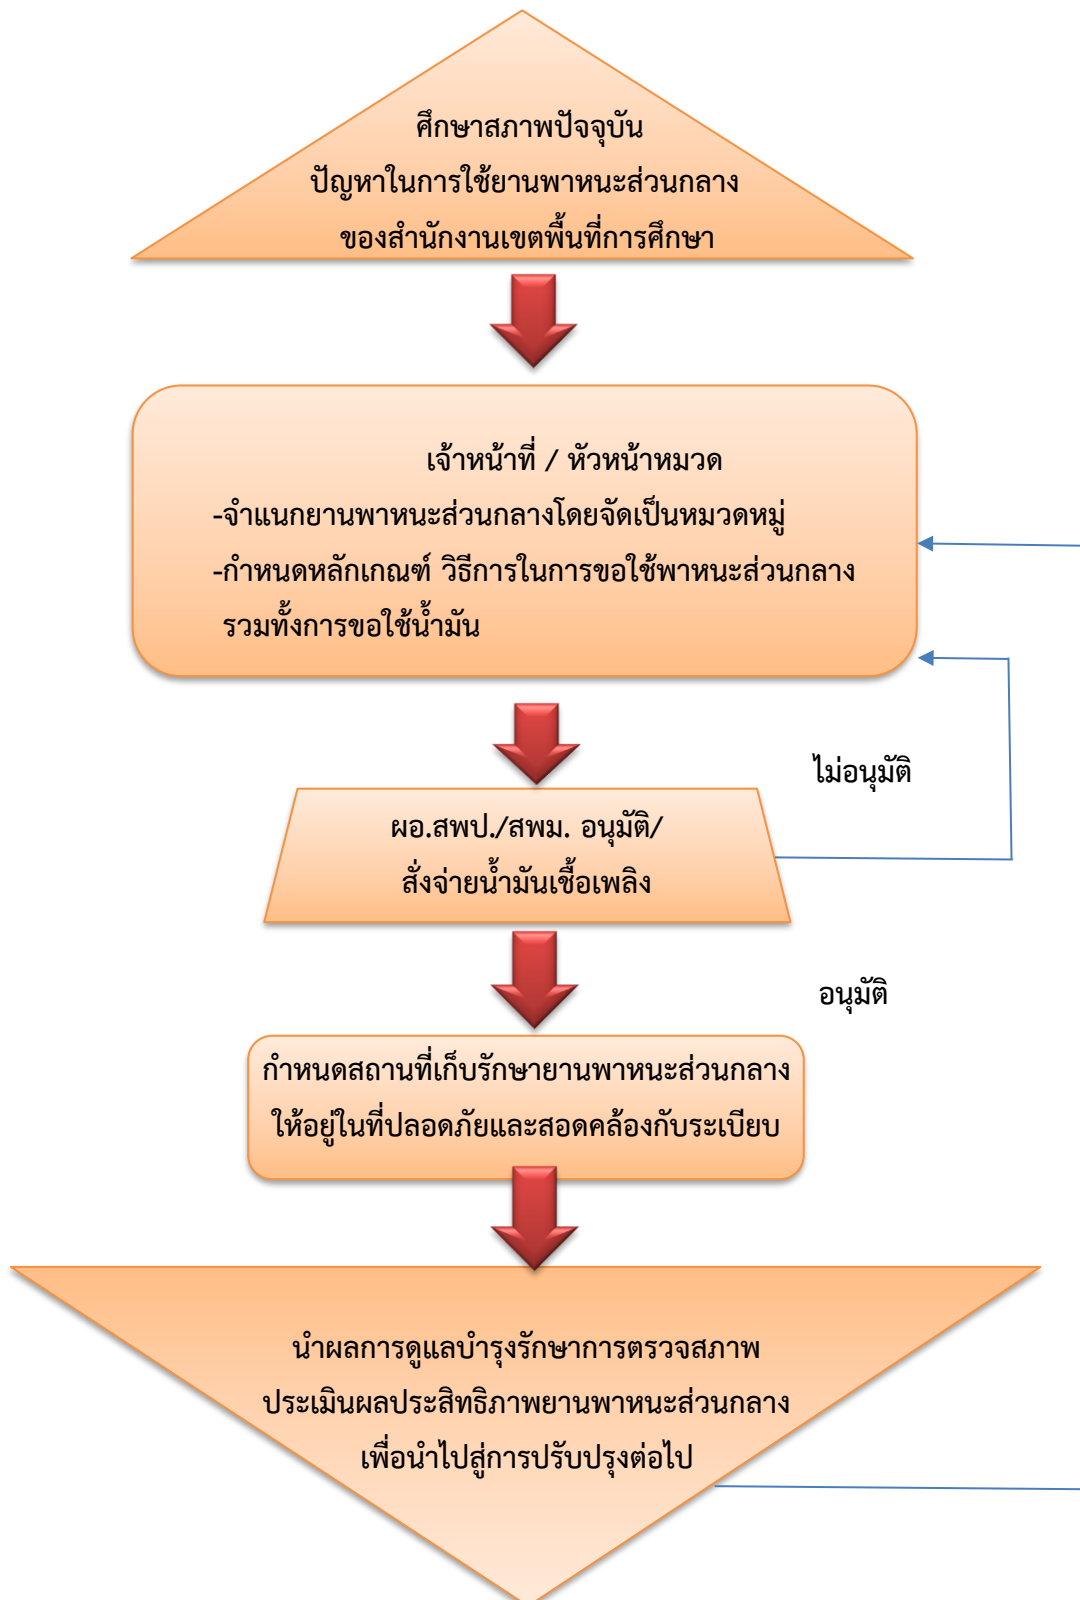 ศึกษาสภาพปัจจุบัน
ปัญหาในการใช้ยานพาหนะส่วนกลาง
ของสำนักงานเขตพื้นที่การศึกษา
เจ้าหน้าที่ / หัวหน้าหมวด
-จำแนกยานพาหนะส่วนกลางโดยจัดเป็นหมวดหมู่
-กำหนดหลักเกณฑ์ วิธีการในการขอใช้พาหนะส่วนกลาง
รวมทั้งการขอใช้น้ำมัน
ไม่อนุมัติ
ผอ.สพป./สพม. อนุมัติ/
สั่งจ่ายน้ำมันเชื้อเพลิง
อนุมัติ
กำหนดสถานที่เก็บรักษายานพาหนะส่วนกลาง
ให้อยู่ในที่ปลอดภัยและสอดคล้องกับระเบียบ
นำผลการดูแลบำรุงรักษาการตรวจสภาพ
ประเมินผลประสิทธิภาพยานพาหนะส่วนกลาง
เพื่อนำไปสู่การปรับปรุงต่อไป